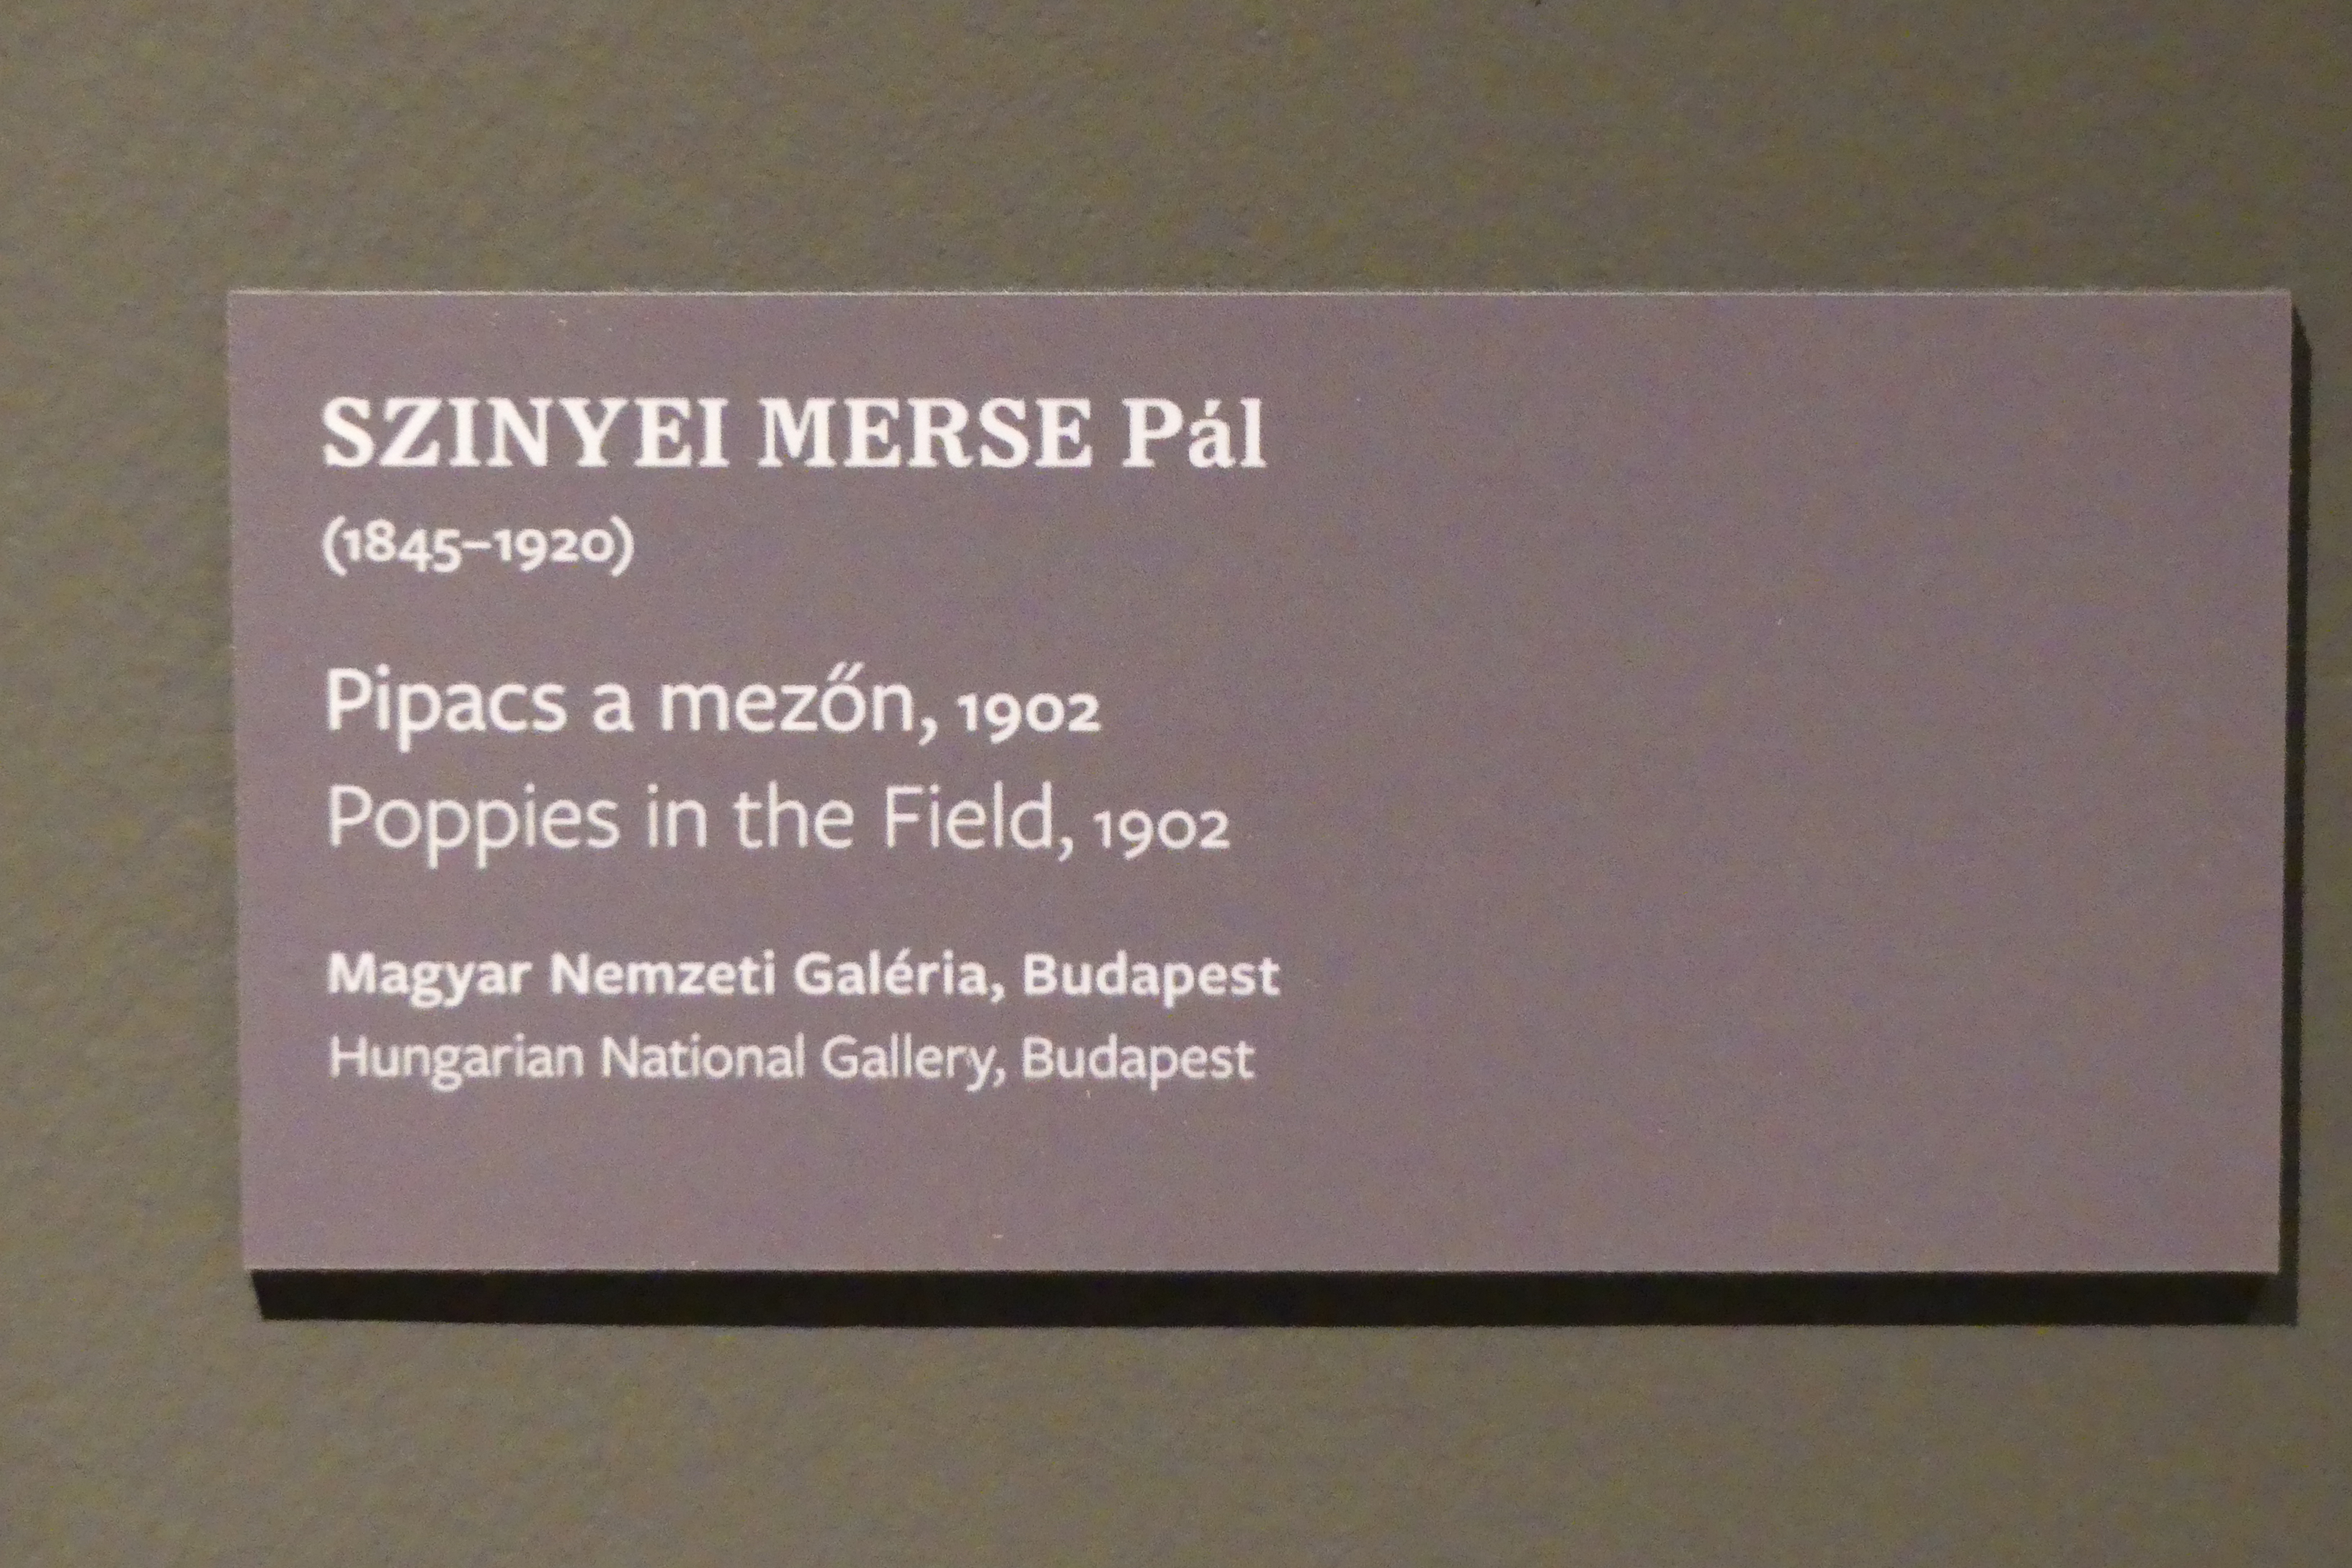 SZINYEI MERSE Pál
(1845–1920)
Pipacs a mezőn, 1902
Poppies in the Field, 1902
Magyar Nemzeti Galéria, Budapest
Hungarian National Gallery, Budapest